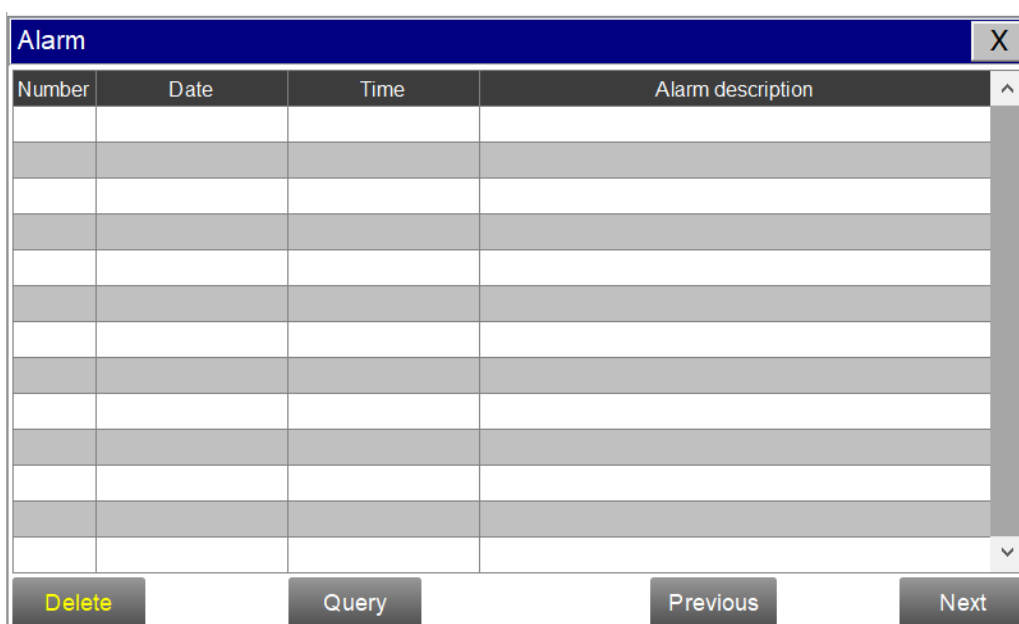 Alarm X
Number Date Time Alarm description
Delete Query Previous Next